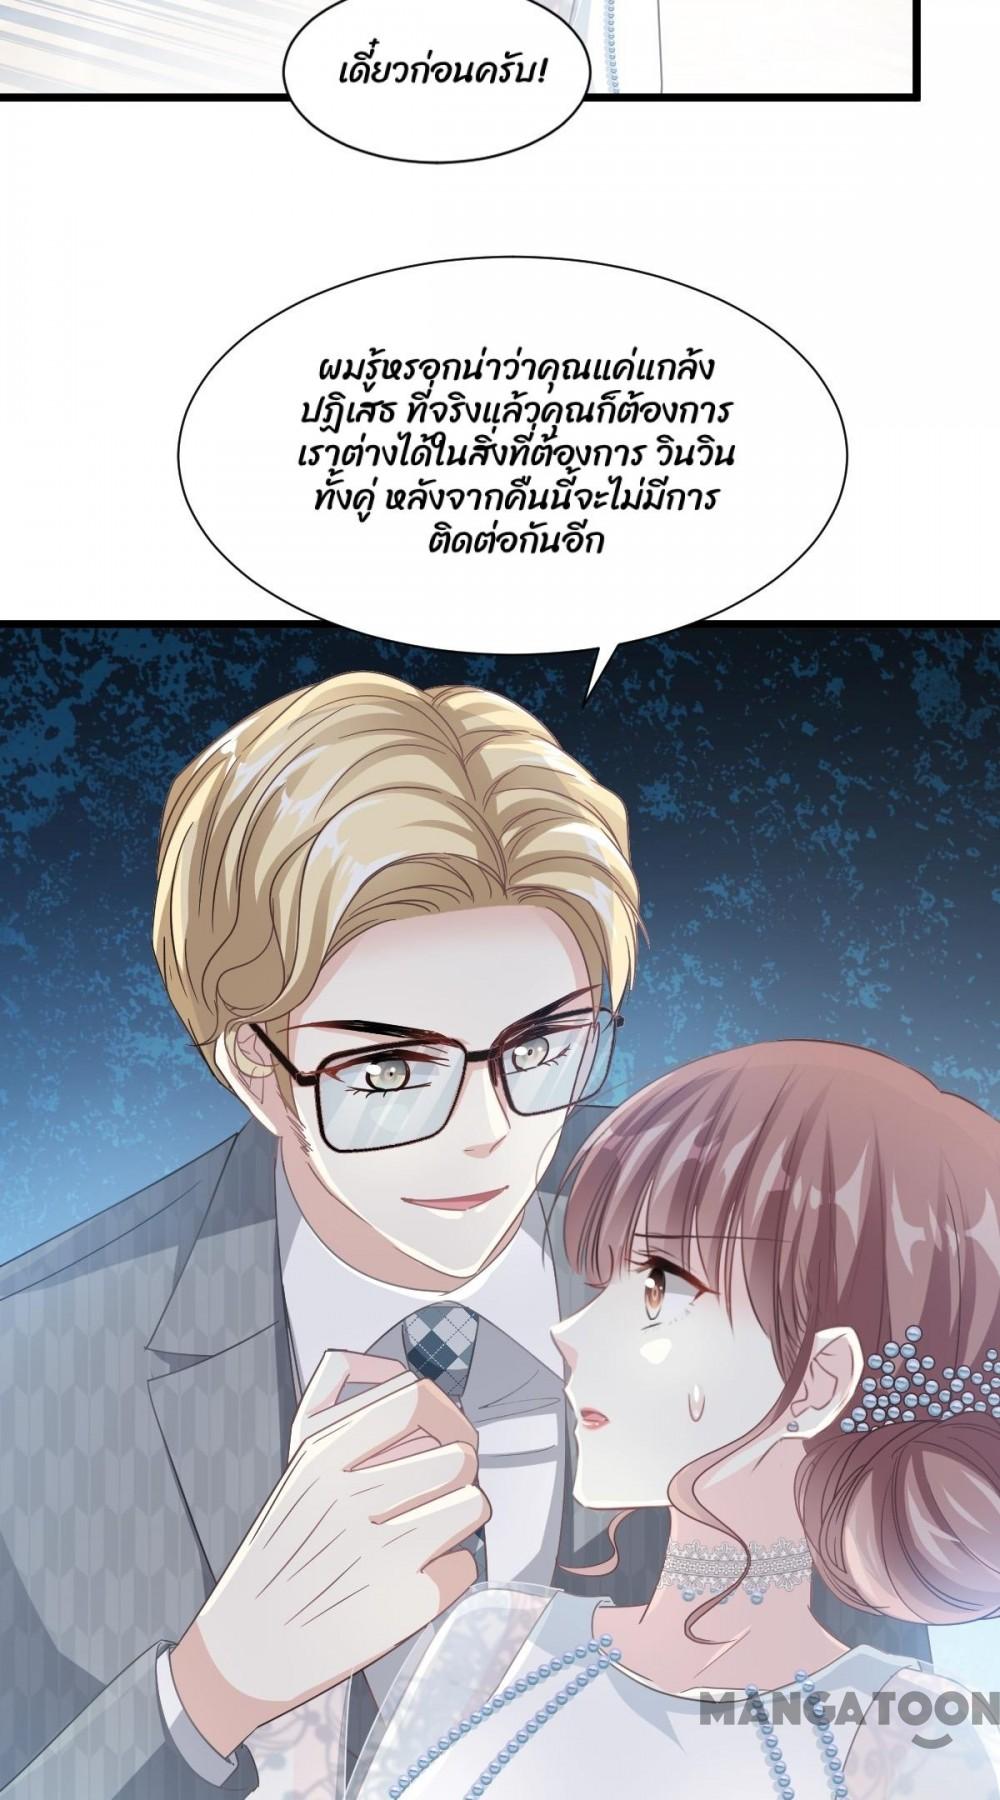 เดี๋ยวก่อนครับ!
ผมรู้หรอกน่าว่าคุณแค่แกล้ง
ปฏิเสธ ที่จริงแล้วคุณก็ต้องการ
เราต่างได้ในสิ่งที่ต้องการ วินวิน
ทั้งคู่ หลังจากคืนนี้จะไม่มีการ
ติดต่อกันอีก
MANGATOON